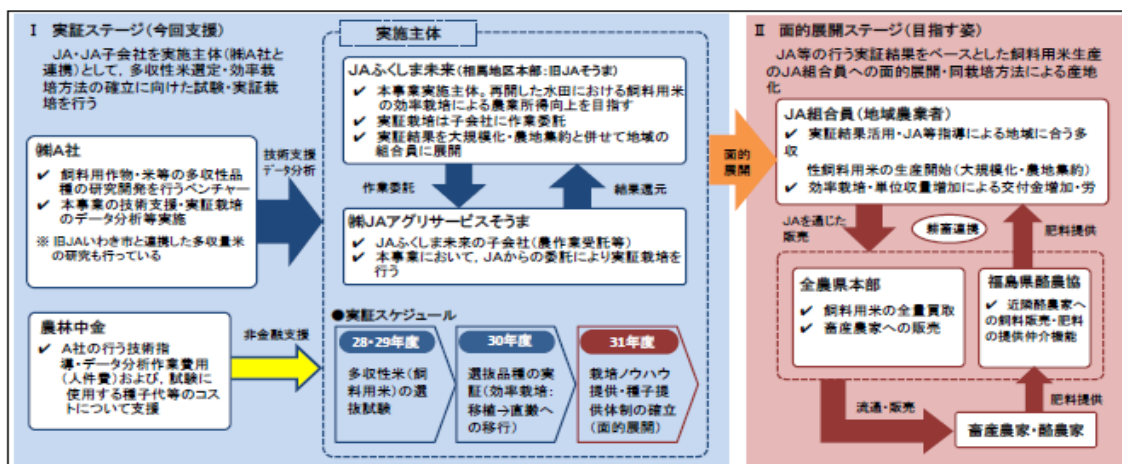 Ⅰ 実証ステージ(今回支援)
JA・JA子会社を実施主体(㈱A社と
連携)として，多収性米選定・効率栽
培方法の確立に向けた試験・実証栽
培を行う
㈱A社
✔ 飼料用作物・米等の多収性品
種の研究開発を行うベンチャー
✔ 本事業の技術支援・実証栽培
のデータ分析等実施
※ 旧JAいわき市と連携した多収量米
の研究も行っている
技術支援
データ分析
農林中金
✔ A社の行う技術指
導・データ分析作業費用
(人件費)および，試験に
使用する種子代等のコス
トについて支援
非金融支援
実施主体
JAふくしま未来(相馬地区本部：旧JAそうま)
✔ 本事業実施主体。再開した水田における飼料用米
の効率栽培による農業所得向上を目指す
✔ 実証栽培は子会社に作業委託
✔ 実証結果を大規模化・農地集約と併せて地域の
組合員に展開
作業委託
結果還元
㈱JAアグリサービスそうま
✔ JAふくしま未来の子会社(農作業受託等)
✔ 本事業において，JAからの委託により実証栽培を
行う
●実証スケジュール
28・29年度
多収性米(飼
料用米)の選
抜試験
30年度
選抜品種の実
証(効率栽培：
移植→直撒へ
の移行)
31年度
栽培ノウハウ
提供・種子提
供体制の確立
(面的展開)
面的
展開
Ⅱ 面的展開ステージ(目指す姿)
JA等の行う実証結果をベースとした飼料用米生産
のJA組合員への面的展開・同栽培方法による産地
化
JA組合員(地域農業者)
✔ 実証結果活用・JA等指導による地域に合う多
収
性飼料用米の生産開始(大規模化・農地集約)
✔ 効率栽培・単位収量増加による交付金増加・労
JAを通じた
販売
耕畜連携
肥料提供
全農県本部
✔ 飼料用米の全量買取
✔ 畜産農家への販売
福島県酪農協
✔ 近隣酪農家へ
の飼料販売・肥料
の提供仲介機能
流通・販売
肥料提供
畜産農家・酪農家